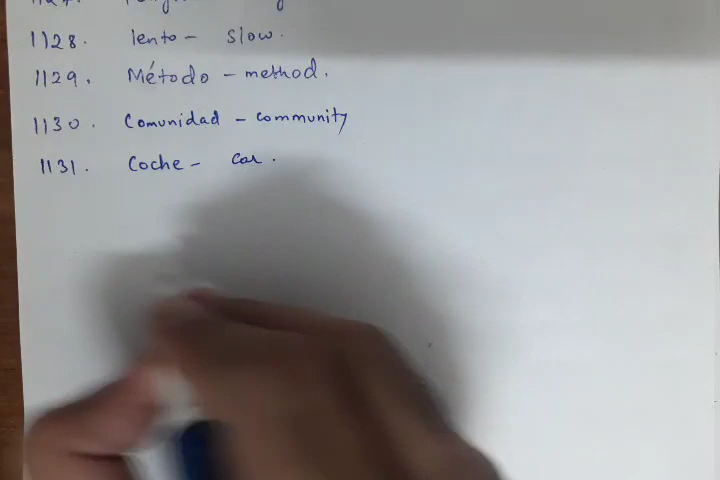 1128. lento - slow.
1129. Método - method.
1130. Comunidad - community
1131. Coche - car.